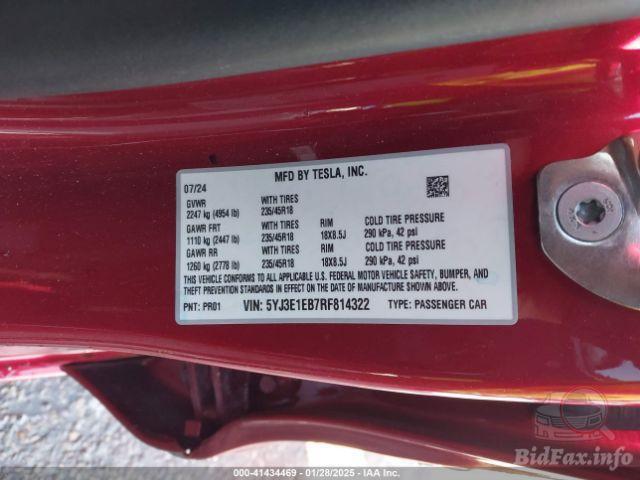 MFD BY TESLA, INC.
07/24
GVWR WITH TIRES
2247 kg (4954 lb) 235/45R18
GAWR FRT WITH TIRES RIM COLD TIRE PRESSURE
1110 kg (2447 lb) 235/45R18 18X8.5J 290 kPa, 42 psi
GAWR RR WITH TIRES RIM COLD TIRE PRESSURE
1260 kg (2778 lb) 235/45R18 18X8.5J 290 kPa, 42 psi
THIS VEHICLE CONFORMS TO ALL APPLICABLE U.S. FEDERAL MOTOR VEHICLE SAFETY, BUMPER, AND
THEFT PREVENTION STANDARDS IN EFFECT ON THE DATE OF MANUFACTURE SHOWN ABOVE.
PNT: PR01 VIN: 5YJ3E1EB7RF814322 TYPE: PASSENGER CAR
BidFax.info
000-41434469 - 01/28/2025 - IAA Inc.